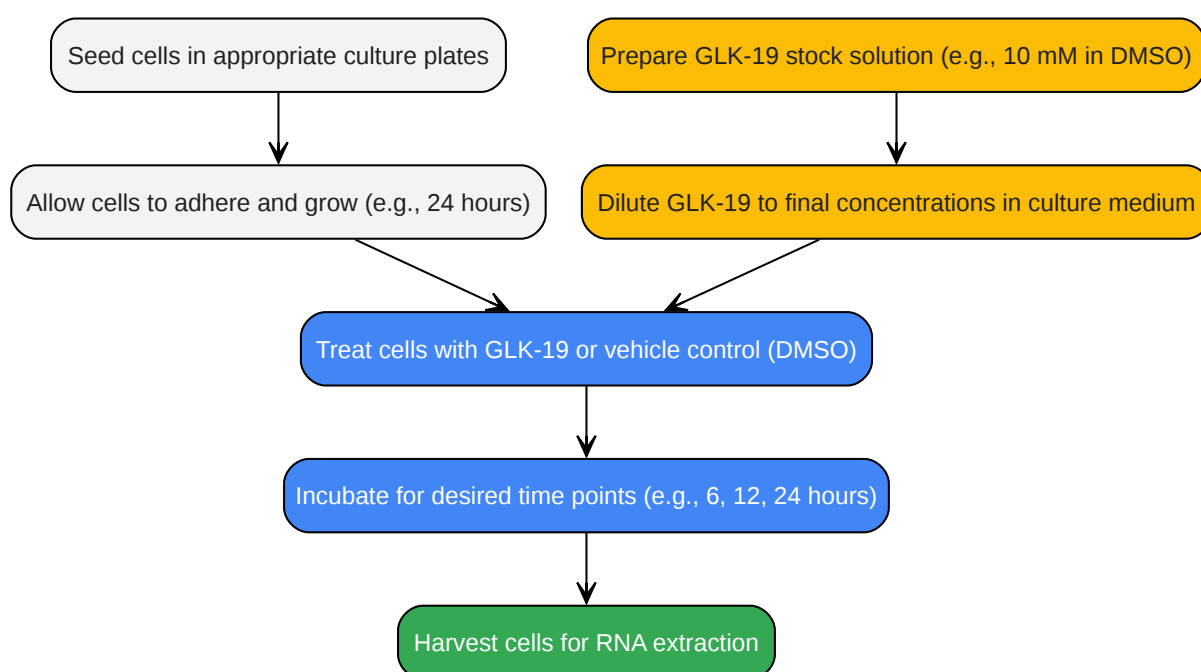 Seed cells in appropriate culture plates
Prepare GLK-19 stock solution (e.g., 10 mM in DMSO)
Allow cells to adhere and grow (e.g., 24 hours)
Dilute GLK-19 to final concentrations in culture medium
Treat cells with GLK-19 or vehicle control (DMSO)
Incubate for desired time points (e.g., 6, 12, 24 hours)
Harvest cells for RNA extraction